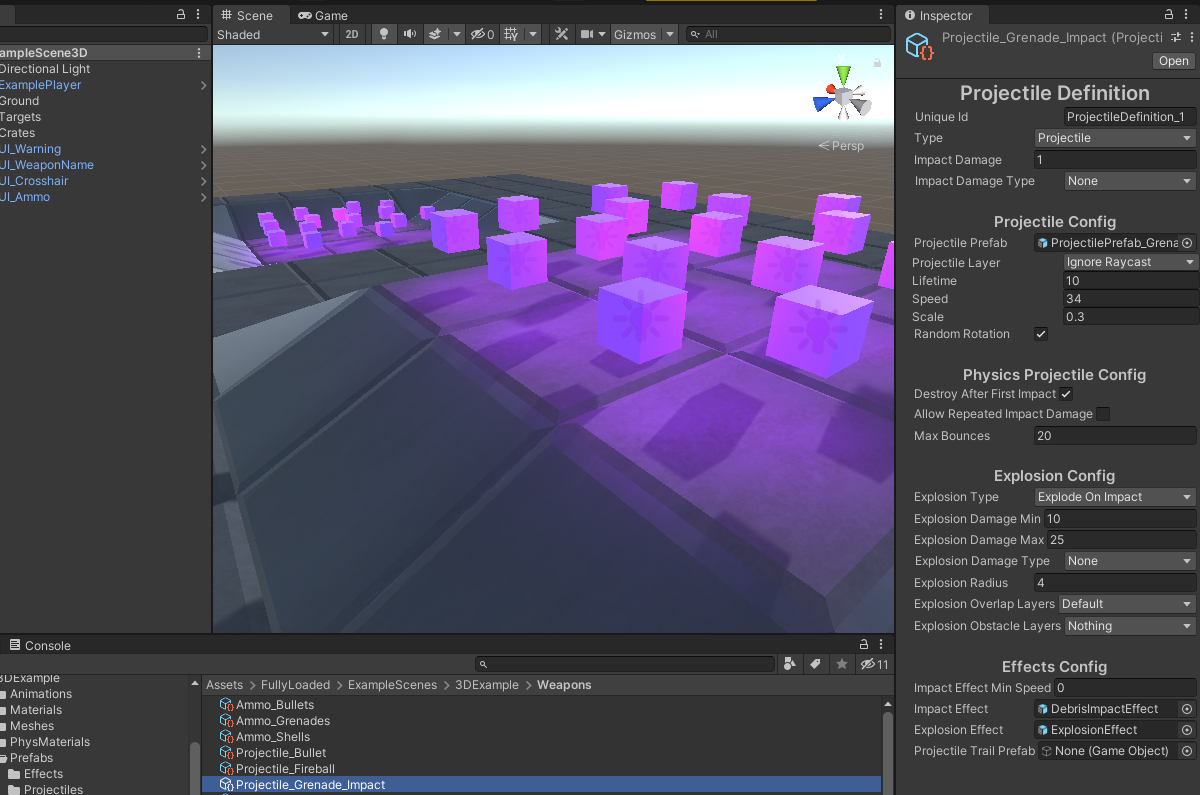 Scene
Game
Shaded
2D
0
Gizmos
All
ampleScene3D
Directional Light
ExamplePlayer
Ground
Targets
Crates
UI_Warning
UI_WeaponName
UI_Crosshair
UI_Ammo
Persp
Inspector
Projectile_Grenade_Impact (Projecti
Open
Projectile Definition
Unique Id ProjectileDefinition_1
Type Projectile
Impact Damage 1
Impact Damage Type None
Projectile Config
Projectile Prefab ProjectilePrefab_Grena
Projectile Layer Ignore Raycast
Lifetime 10
Speed 34
Scale 0.3
Random Rotation
Physics Projectile Config
Destroy After First Impact
Allow Repeated Impact Damage
Max Bounces 20
Explosion Config
Explosion Type Explode On Impact
Explosion Damage Min 10
Explosion Damage Max 25
Explosion Damage Type None
Explosion Radius 4
Explosion Overlap Layers Default
Explosion Obstacle Layers Nothing
Effects Config
Impact Effect Min Speed 0
Impact Effect DebrisImpactEffect
Explosion Effect ExplosionEffect
Projectile Trail Prefab None (Game Object)
Console
11
3DExample
Animations
Materials
Meshes
PhysMaterials
Prefabs
Effects
Projectiles
Assets > FullyLoaded > ExampleScenes > 3DExample > Weapons
Ammo_Bullets
Ammo_Grenades
Ammo_Shells
Projectile_Bullet
Projectile_Fireball
Projectile_Grenade_Impact